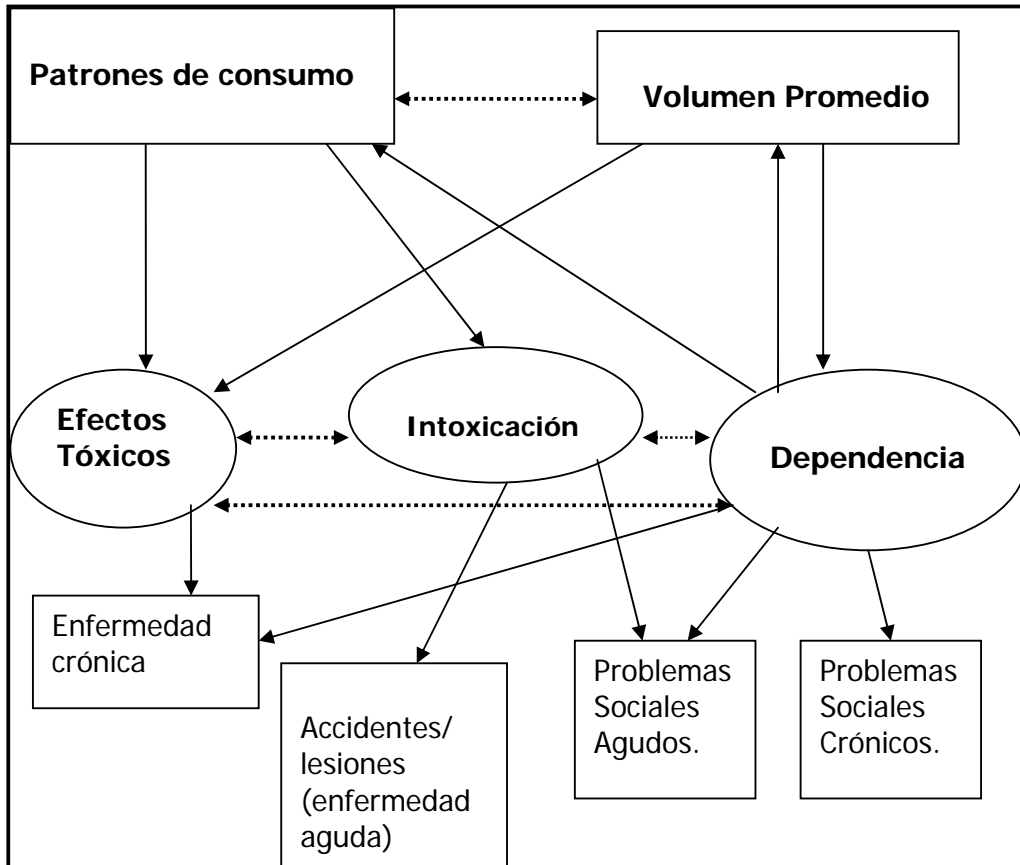 Patrones de consumo
Volumen Promedio
Efectos
Tóxicos
Intoxicación
Dependencia
Enfermedad
crónica
Accidentes/
lesiones
(enfermedad
aguda)
Problemas
Sociales
Agudos.
Problemas
Sociales
Crónicos.